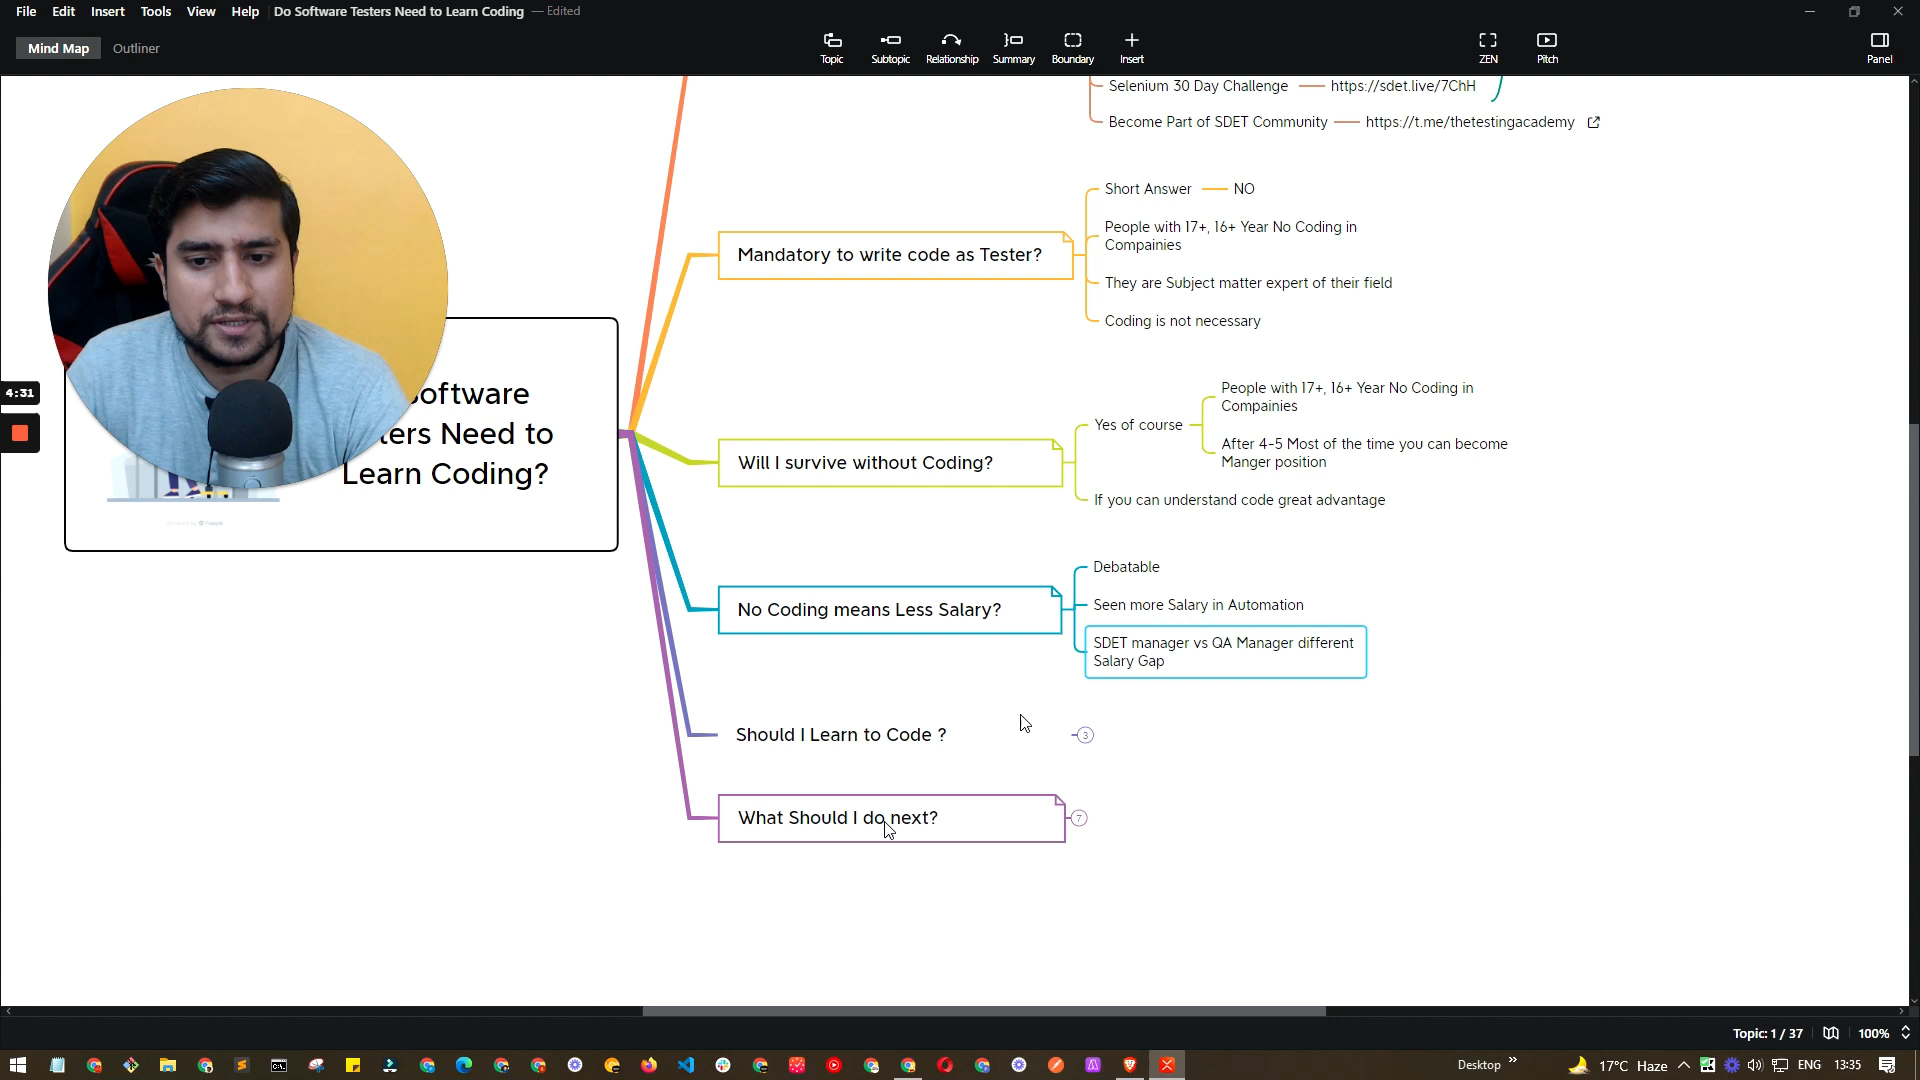 File Edit Insert Tools View Help Do Software Testers Need to Learn Coding — Edited
Mind Map Outliner
Topic Subtopic Relationship Summary Boundary Insert ZEN Pitch Panel
Selenium 30 Day Challenge https://sdet.live/7ChH
Become Part of SDET Community https://t.me/thetestingacademy
Mandatory to write code as Tester?
Short Answer NO
People with 17+, 16+ Year No Coding in
Compainies
They are Subject matter expert of their field
Coding is not necessary
4:31
oftware
ters Need to
Learn Coding?
Will I survive without Coding?
Yes of course
People with 17+, 16+ Year No Coding in
Compainies
After 4-5 Most of the time you can become
Manger position
If you can understand code great advantage
No Coding means Less Salary?
Debatable
Seen more Salary in Automation
SDET manager vs QA Manager different
Salary Gap
Should I Learn to Code ? 3
What Should I do next? 7
Topic: 1 / 37 100%
Desktop 17°C Haze ENG 13:35